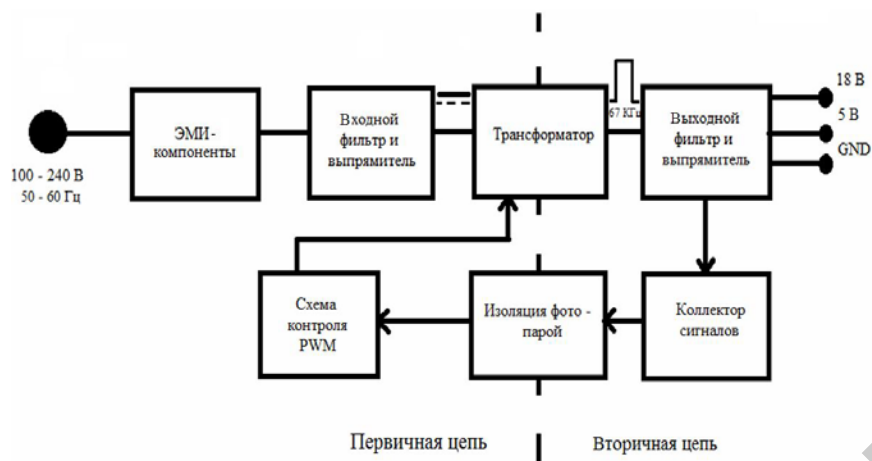 100 - 240 В
50 - 60 Гц
ЭМИ-
компоненты
Входной
фильтр и
выпрямитель
Трансформатор
67 КГц
Выходной
фильтр и
выпрямитель
18 В
5 В
GND
Схема
контроля
PWM
Изоляция фото -
парой
Коллектор
сигналов
Первичная цепь
Вторичная цепь